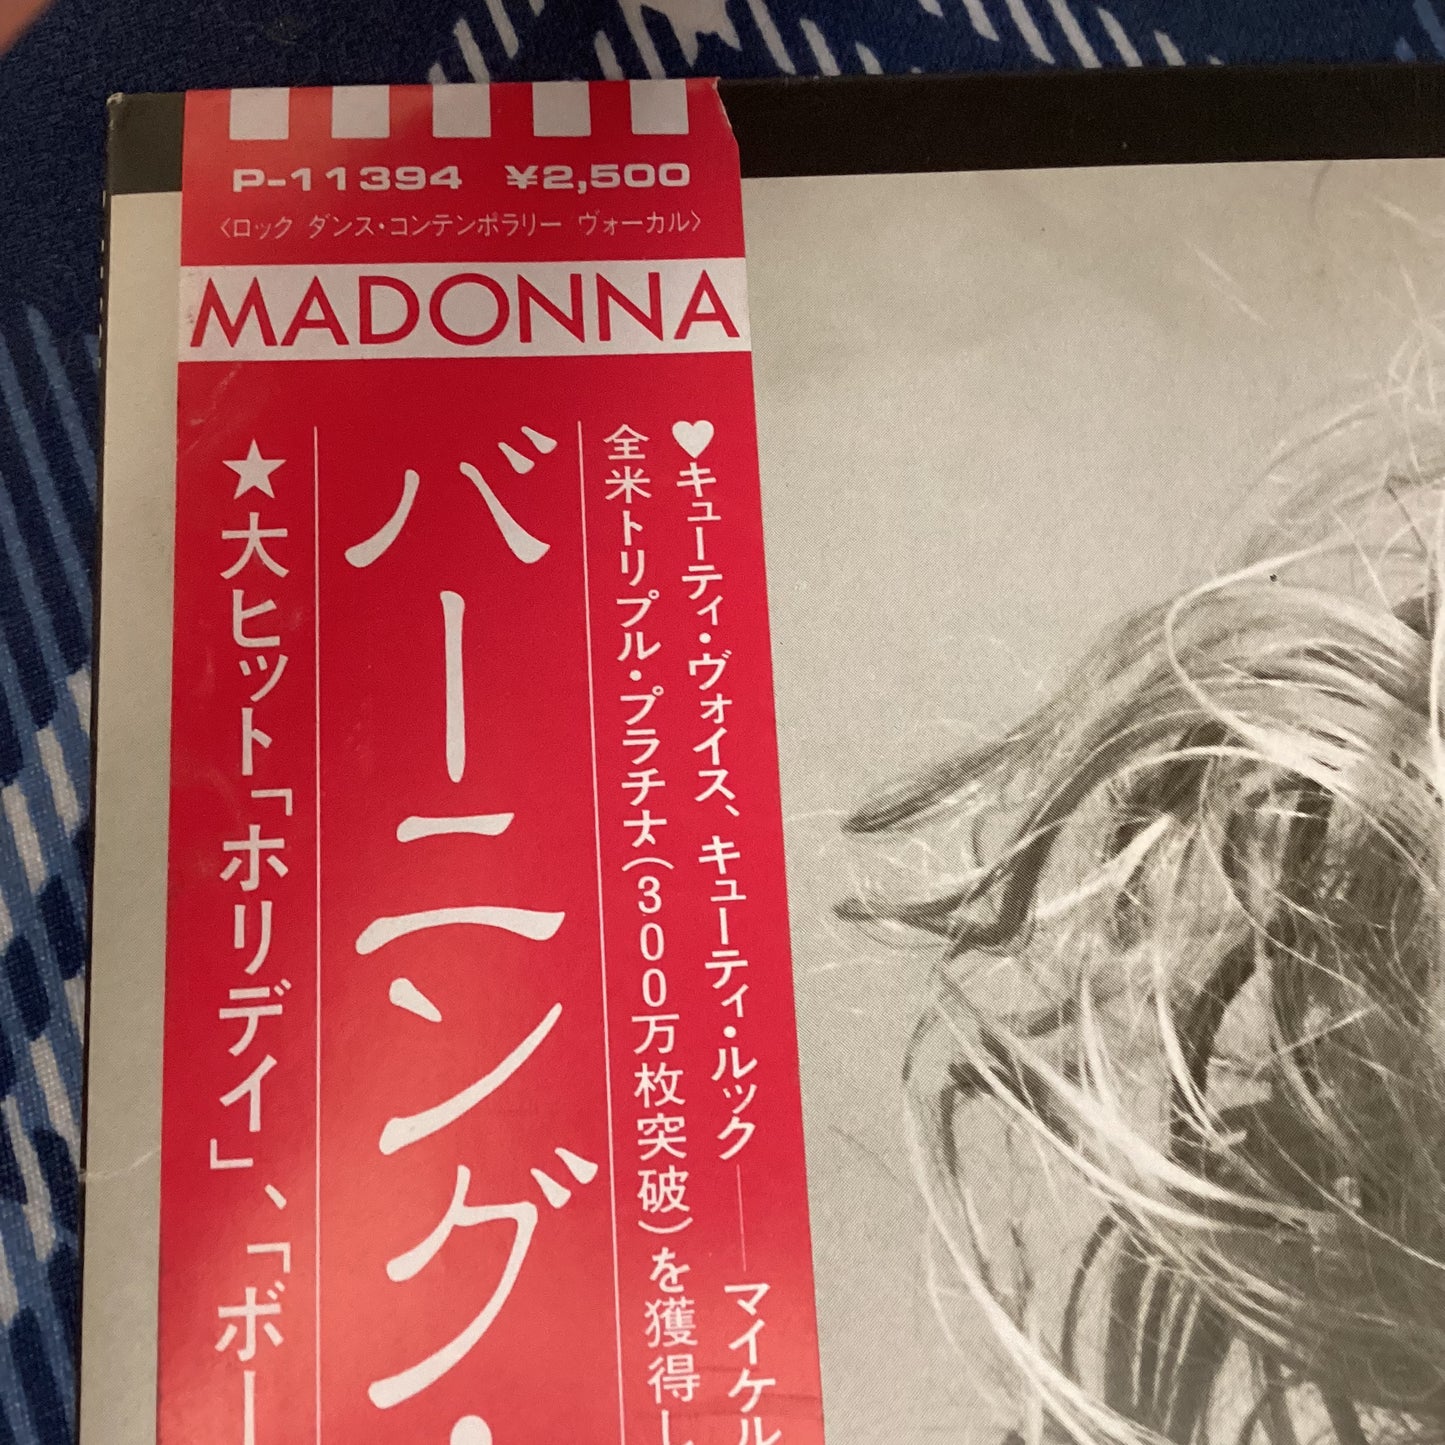 P-11394 ¥2,500
〈ロック ダンス・コンテンポラリー ヴォーカル〉
MADONNA
♥キューティ・ヴォイス、キューティ・ルック——マイケル
全米トリプル・プラチナ(300万枚突破)を獲得し
バーニング・
★大ヒット「ホリデイ」、「ボー